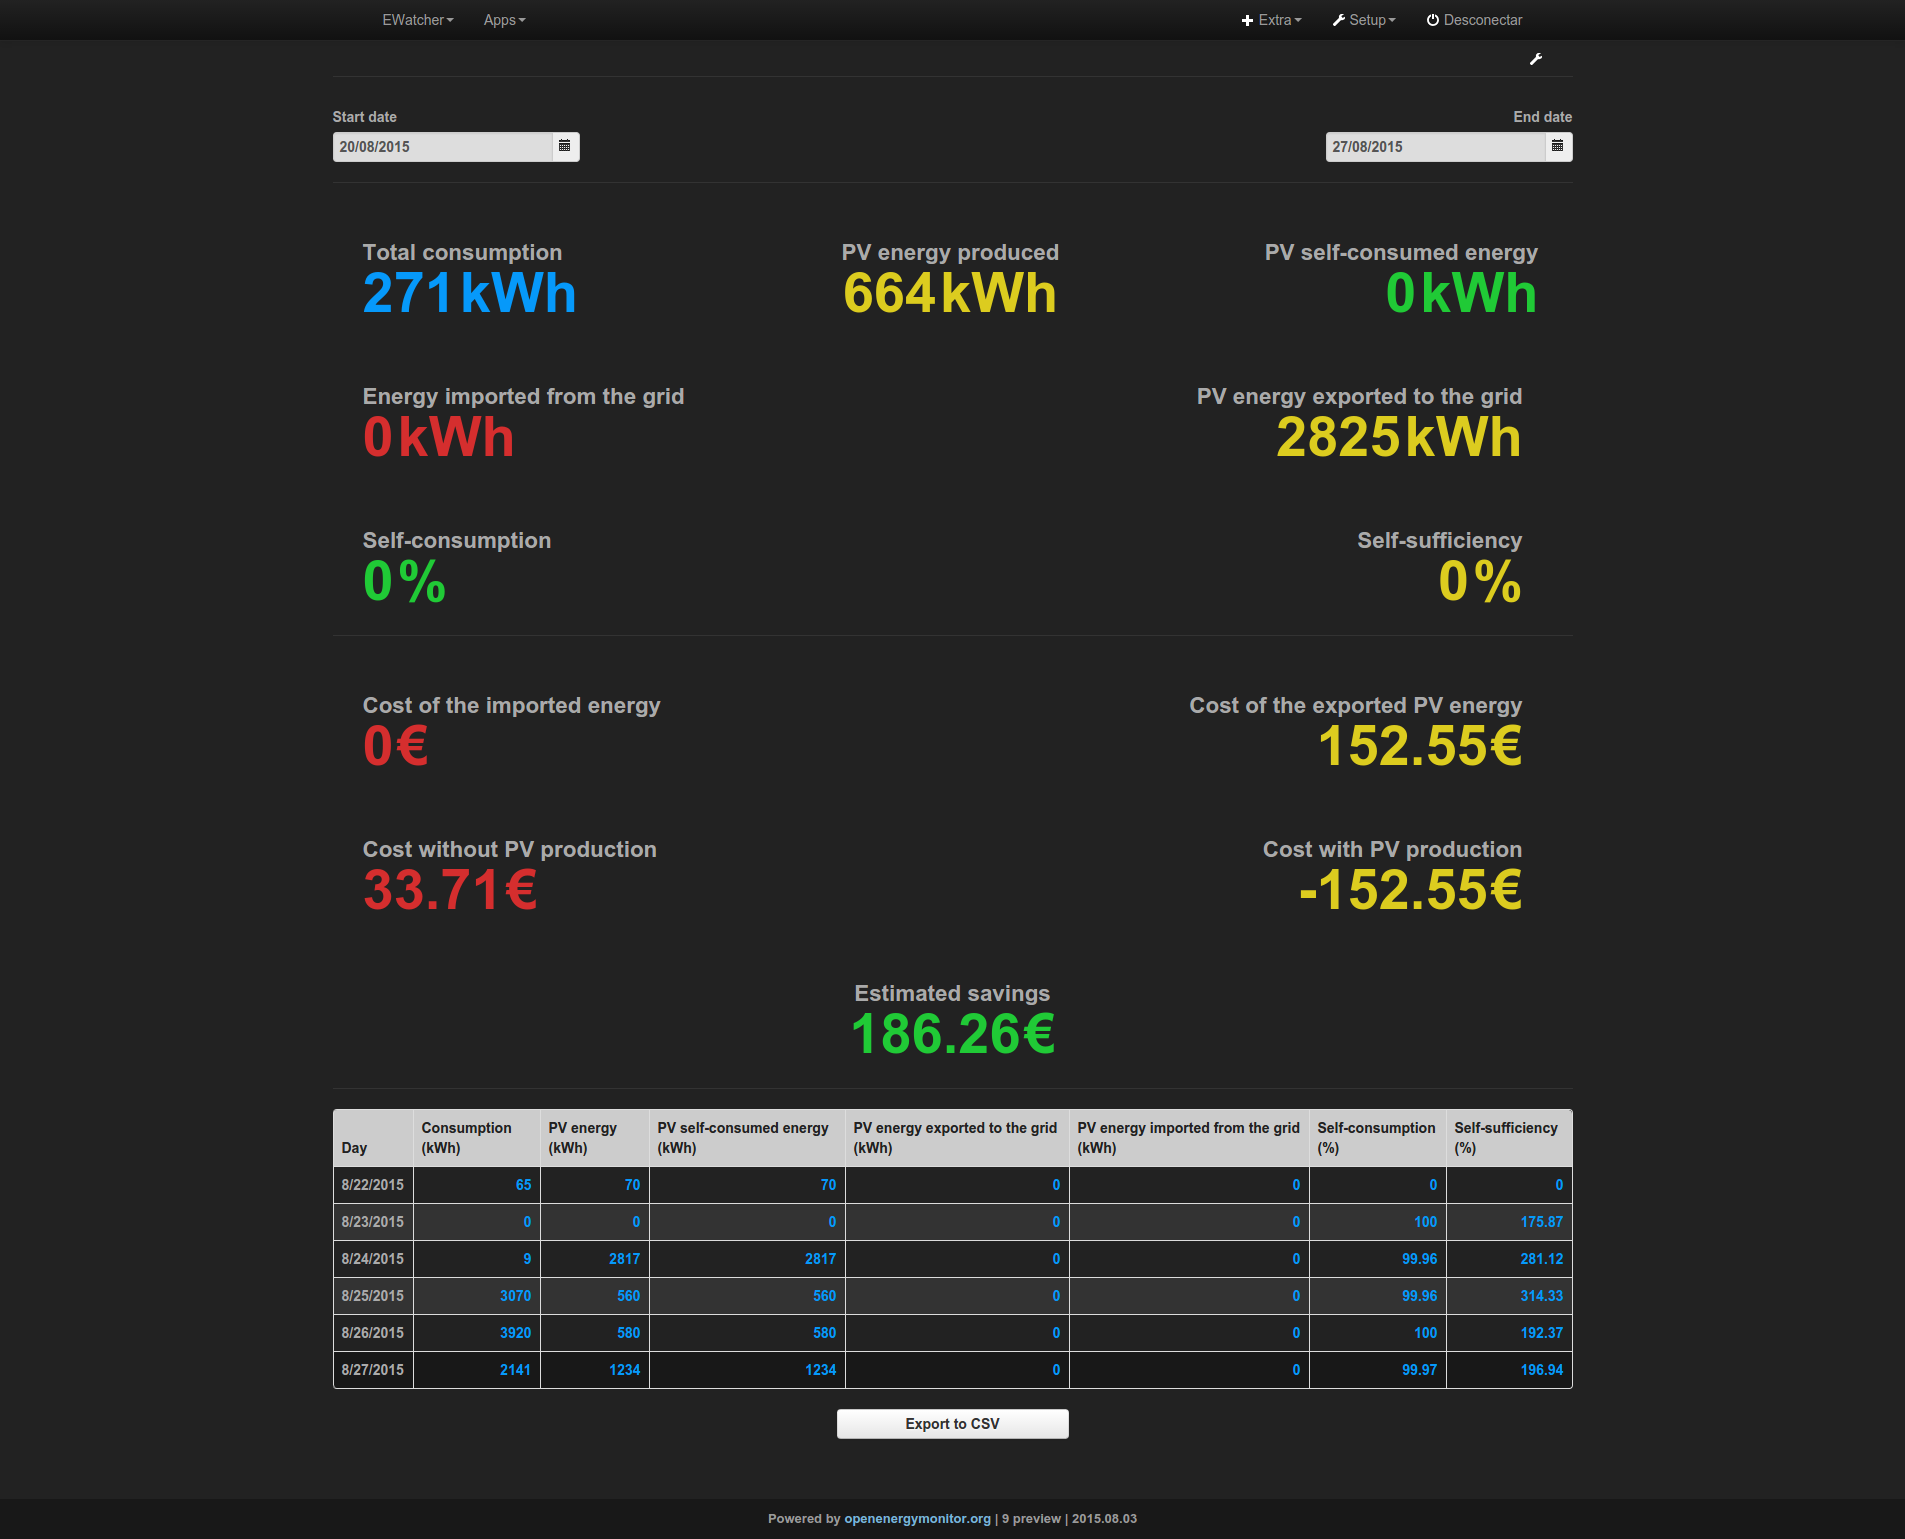 EWatcher Apps Extra Setup Desconectar
Start date End date
20/08/2015 27/08/2015
Total consumption PV energy produced PV self-consumed energy
271kWh 664kWh 0kWh
Energy imported from the grid PV energy exported to the grid
0kWh 2825kWh
Self-consumption Self-sufficiency
0% 0%
Cost of the imported energy Cost of the exported PV energy
0€ 152.55€
Cost without PV production Cost with PV production
33.71€ -152.55€
Estimated savings
186.26€
Day Consumption (kWh) PV energy (kWh) PV self-consumed energy (kWh) PV energy exported to the grid (kWh) PV energy imported from the grid (kWh) Self-consumption (%) Self-sufficiency (%)
8/22/2015 65 70 70 0 0 0 0
8/23/2015 0 0 0 0 0 100 175.87
8/24/2015 9 2817 2817 0 0 99.96 281.12
8/25/2015 3070 560 560 0 0 99.96 314.33
8/26/2015 3920 580 580 0 0 100 192.37
8/27/2015 2141 1234 1234 0 0 99.97 196.94
Export to CSV
Powered by openenergymonitor.org | 9 preview | 2015.08.03